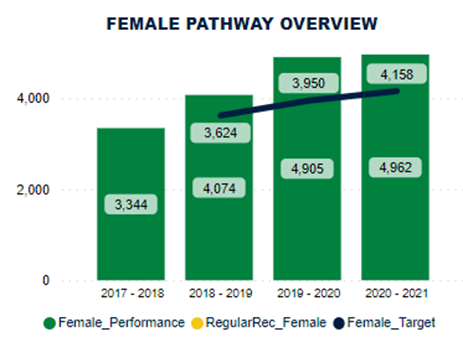 FEMALE PATHWAY OVERVIEW
3,950
4,158
4,000
3,624
4,905
4,962
4,074
3,344
2,000
0
2017 - 2018
2018 - 2019
2019 - 2020
2020 - 2021
Female_Performance
RegularRec_Female
Female_Target